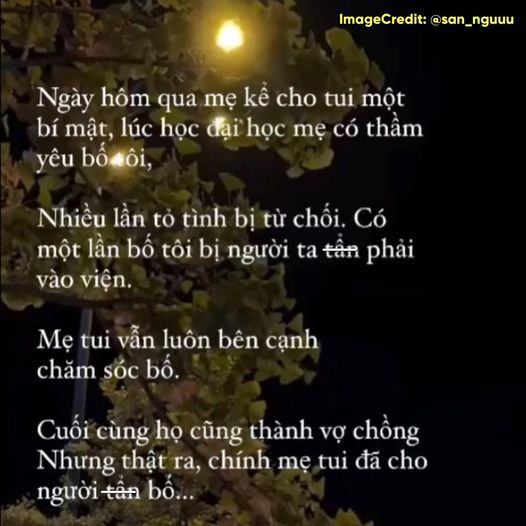 ImageCredit: @san_nguuu
Ngày hôm qua mẹ kể cho tui một
bí mật, lúc học đại học mẹ có thầm
yêu bố tôi,
Nhiều lần tỏ tình bị từ chối. Có
một lần bố tôi bị người ta tẩn phải
vào viện.
Mẹ tui vẫn luôn bên cạnh
chăm sóc bố.
Cuối cùng họ cũng thành vợ chồng
Nhưng thật ra, chính mẹ tui đã cho
người tẩn bố...